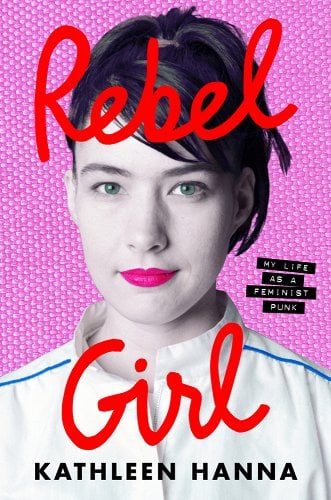 Rebel
MY LIFE
AS A
FEMINIST
PUNK
Girl
KATHLEEN HANNA